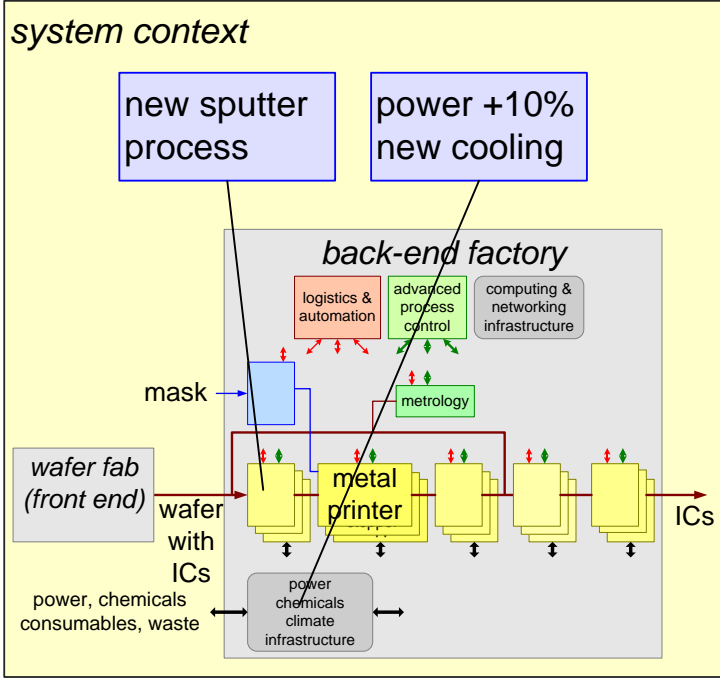 system context
new sputter
process
power +10%
new cooling
back-end factory
logistics &
automation
advanced
process
control
computing &
networking
infrastructure
mask
metrology
wafer fab
(front end)
metal
printer
wafer
with
ICs
ICs
power, chemicals
consumables, waste
power
chemicals
climate
infrastructure